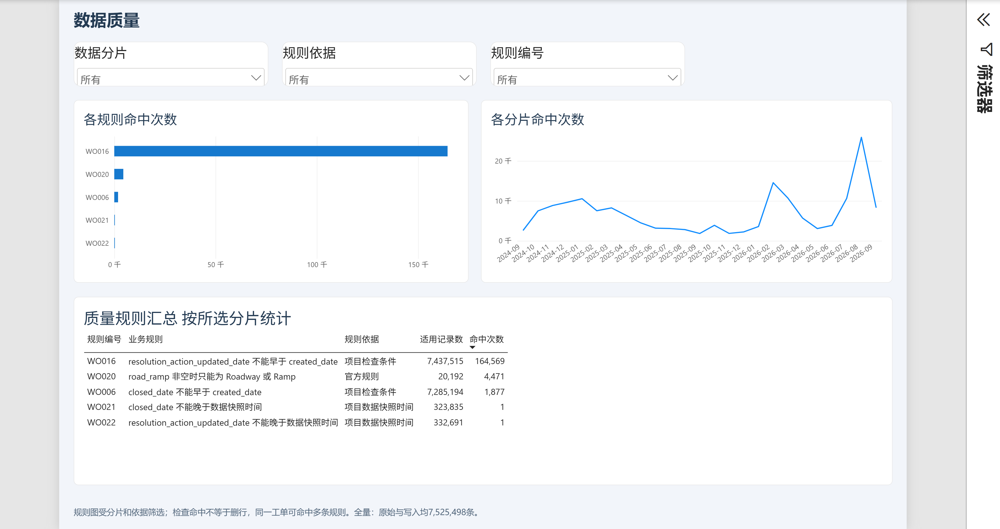 数据质量
筛选器
数据分片
规则依据
规则编号
所有
所有
所有
各规则命中次数
WO016
WO020
WO006
WO021
WO022
0 千
50 千
100 千
150 千
各分片命中次数
20 千
10 千
0 千
2024-09
2024-10
2024-11
2024-12
2025-01
2025-02
2025-03
2025-04
2025-05
2025-06
2025-07
2025-08
2025-09
2025-10
2025-11
2025-12
2026-01
2026-02
2026-03
2026-04
2026-05
2026-06
2026-07
2026-08
2026-09
质量规则汇总 按所选分片统计
规则编号 业务规则 规则依据 适用记录数 命中次数
WO016 resolution_action_updated_date 不能早于 created_date 项目检查条件 7,437,515 164,569
WO020 road_ramp 非空时只能为 Roadway 或 Ramp 官方规则 20,192 4,471
WO006 closed_date 不能早于 created_date 项目检查条件 7,285,194 1,877
WO021 closed_date 不能晚于数据快照时间 项目数据快照时间 323,835 1
WO022 resolution_action_updated_date 不能晚于数据快照时间 项目数据快照时间 332,691 1
规则图受分片和依据筛选；检查命中不等于删行，同一工单可命中多条规则。全量：原始与写入均7,525,498条。